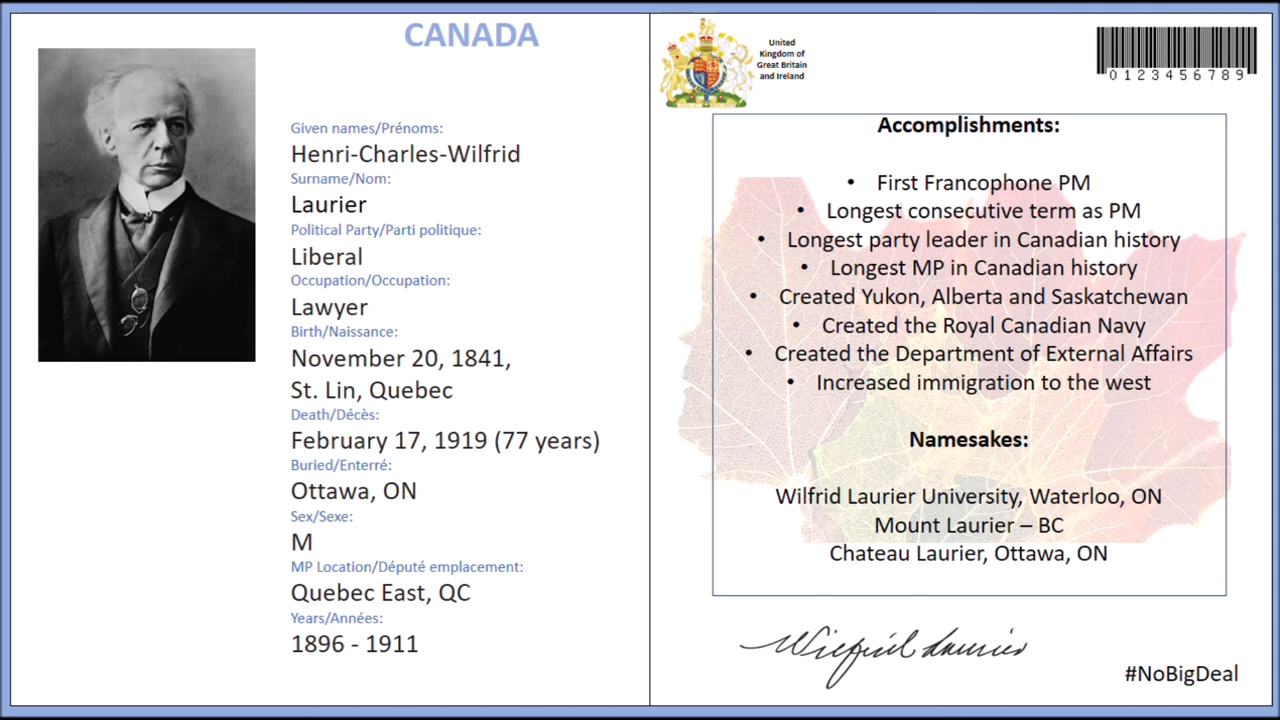 CANADA
Given names/Prénoms:
Henri-Charles-Wilfrid
Surname/Nom:
Laurier
Political Party/Parti politique:
Liberal
Occupation/Occupation:
Lawyer
Birth/Naissance:
November 20, 1841,
St. Lin, Quebec
Death/Décès:
February 17, 1919 (77 years)
Buried/Enterré:
Ottawa, ON
Sex/Sexe:
M
MP Location/Député emplacement:
Quebec East, QC
Years/Années:
1896 - 1911
United
Kingdom of
Great Britain
and Ireland
0123456789
Accomplishments:
• First Francophone PM
• Longest consecutive term as PM
• Longest party leader in Canadian history
• Longest MP in Canadian history
• Created Yukon, Alberta and Saskatchewan
• Created the Royal Canadian Navy
• Created the Department of External Affairs
• Increased immigration to the west
Namesakes:
Wilfrid Laurier University, Waterloo, ON
Mount Laurier – BC
Chateau Laurier, Ottawa, ON
Wilfrid Laurier
#NoBigDeal